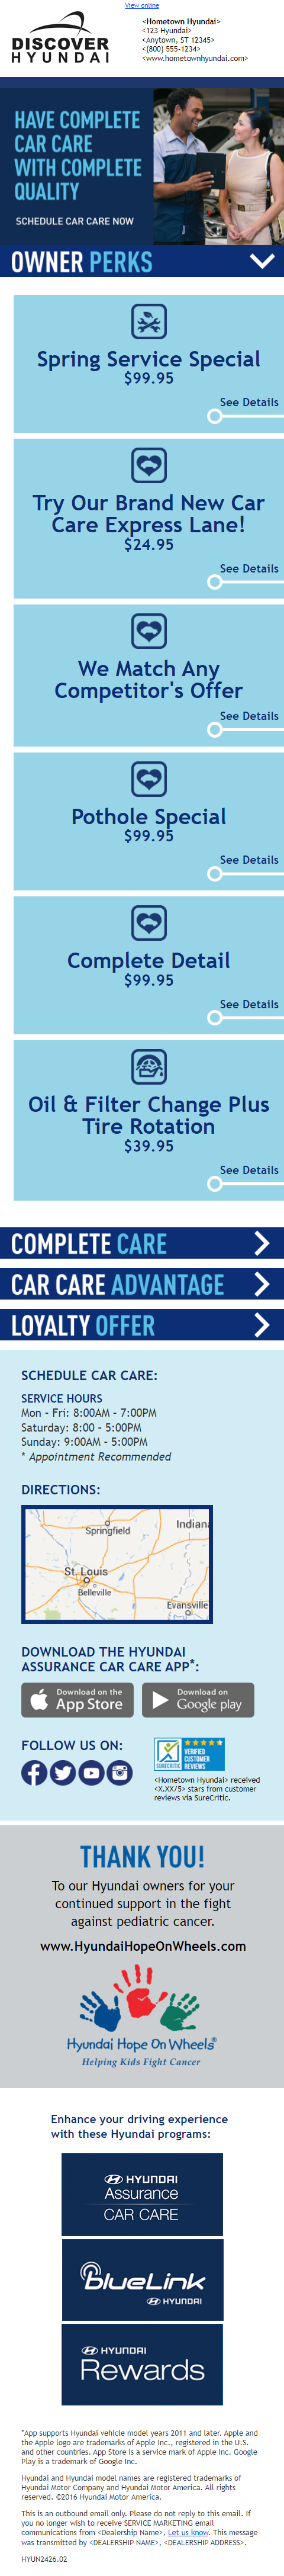 View online
DISCOVER
HYUNDAI
<Hometown Hyundai>
<123 Hyundai>
<Anytown, ST 12345>
<(800) 555-1234>
<www.hometownhyundai.com>
HAVE COMPLETE
CAR CARE
WITH COMPLETE
QUALITY
SCHEDULE CAR CARE NOW
OWNER PERKS
Spring Service Special
$99.95
See Details
Try Our Brand New Car
Care Express Lane!
$24.95
See Details
We Match Any
Competitor's Offer
See Details
Pothole Special
$99.95
See Details
Complete Detail
$99.95
See Details
Oil & Filter Change Plus
Tire Rotation
$39.95
See Details
COMPLETE CARE
CAR CARE ADVANTAGE
LOYALTY OFFER
SCHEDULE CAR CARE:
SERVICE HOURS
Mon - Fri: 8:00AM - 7:00PM
Saturday: 8:00 - 5:00PM
Sunday: 9:00AM - 5:00PM
* Appointment Recommended
DIRECTIONS:
Springfield
Indian
St. Louis
Belleville
Evansville
DOWNLOAD THE HYUNDAI
ASSURANCE CAR CARE APP*:
Download on the
App Store
Download on
Google play
FOLLOW US ON:
SURECRITIC
VERIFIED
CUSTOMER
REVIEWS
<Hometown Hyundai> received
<X.XX/5> stars from customer
reviews via SureCritic.
THANK YOU!
To our Hyundai owners for your
continued support in the fight
against pediatric cancer.
www.HyundaiHopeOnWheels.com
Hyundai Hope On Wheels®
Helping Kids Fight Cancer
Enhance your driving experience
with these Hyundai programs:
HYUNDAI
Assurance
CAR CARE
BlueLink
HYUNDAI
HYUNDAI
Rewards
*App supports Hyundai vehicle model years 2011 and later. Apple and
the Apple logo are trademarks of Apple Inc., registered in the U.S.
and other countries. App Store is a service mark of Apple Inc. Google
Play is a trademark of Google Inc.
Hyundai and Hyundai model names are registered trademarks of
Hyundai Motor Company and Hyundai Motor America. All rights
reserved. ©2016 Hyundai Motor America.
This is an outbound email only. Please do not reply to this email. If
you no longer wish to receive SERVICE MARKETING email
communications from <Dealership Name>, Let us know. This message
was transmitted by <DEALERSHIP NAME>, <DEALERSHIP ADDRESS>.
HYUN2426.02